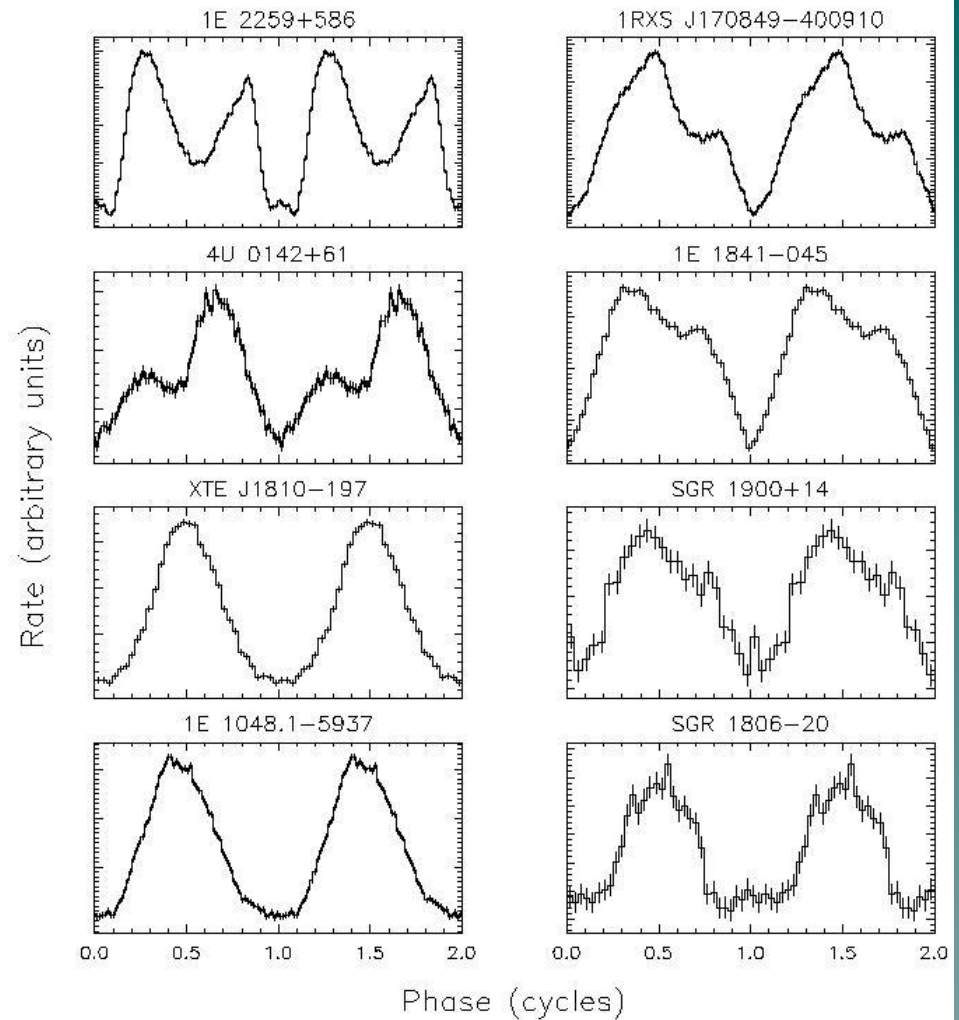 1E 2259+586
1RXS J170849-400910
4U 0142+61
1E 1841-045
XTE J1810-197
SGR 1900+14
1E 1048.1-5937
SGR 1806-20
Rate (arbitrary units)
0.0 0.5 1.0 1.5 2.0
0.0 0.5 1.0 1.5 2.0
Phase (cycles)